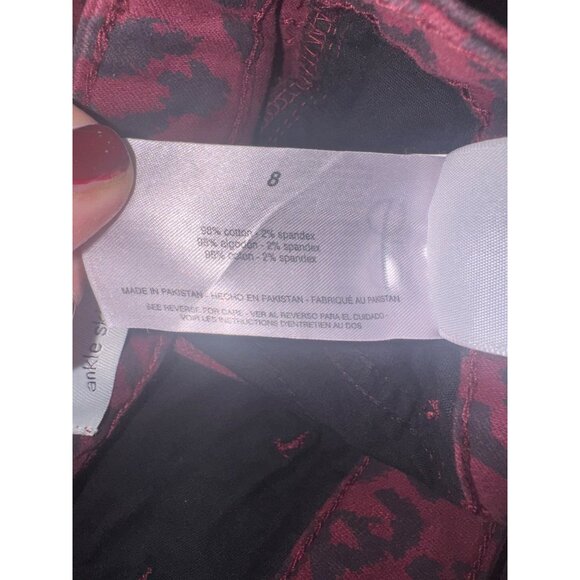 8
98% cotton - 2% spandex
98% algodón - 2% spandex
98% coton - 2% spandex
MADE IN PAKISTAN - HECHO EN PAKISTAN - FABRIQUÉ AU PAKISTAN
SEE REVERSE FOR CARE - VER AL REVERSO PARA EL CUIDADO -
VOIR LES INSTRUCTIONS D'ENTRETIEN AU DOS.
ankle